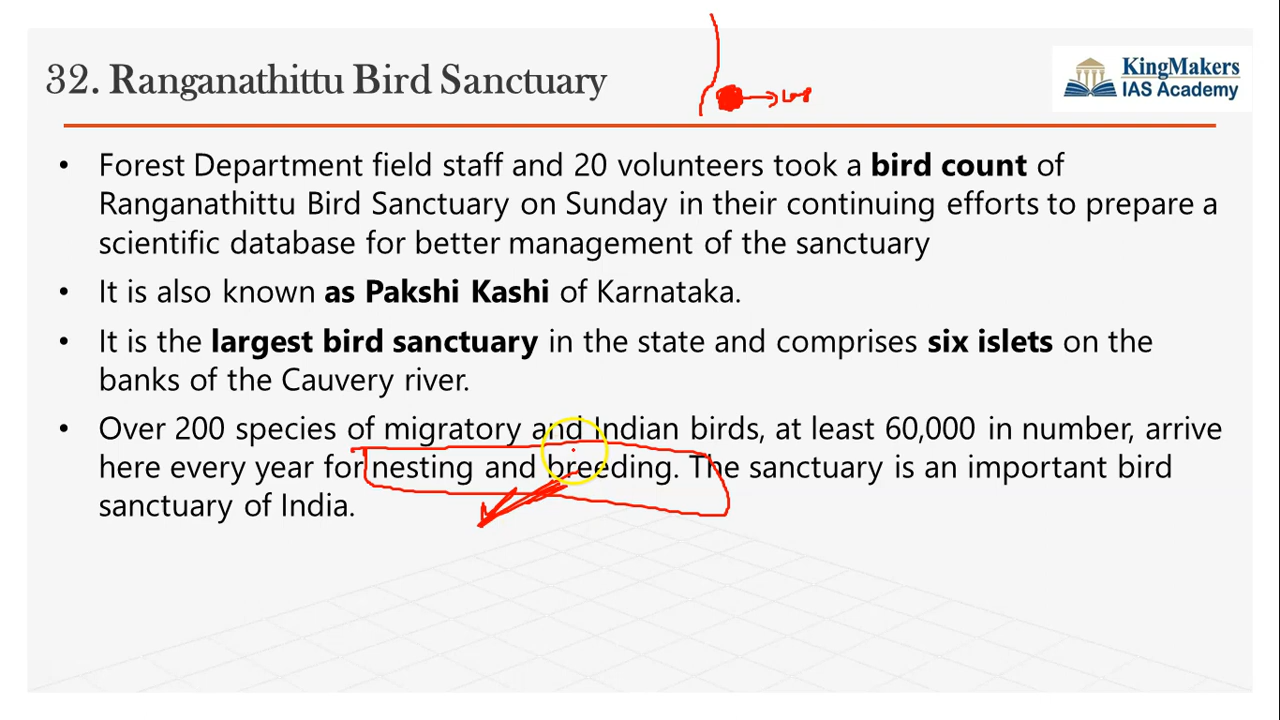 32. Ranganathittu Bird Sanctuary
KingMakers
IAS Academy
• Forest Department field staff and 20 volunteers took a bird count of
Ranganathittu Bird Sanctuary on Sunday in their continuing efforts to prepare a
scientific database for better management of the sanctuary
• It is also known as Pakshi Kashi of Karnataka.
• It is the largest bird sanctuary in the state and comprises six islets on the
banks of the Cauvery river.
• Over 200 species of migratory and Indian birds, at least 60,000 in number, arrive
here every year for nesting and breeding. The sanctuary is an important bird
sanctuary of India.